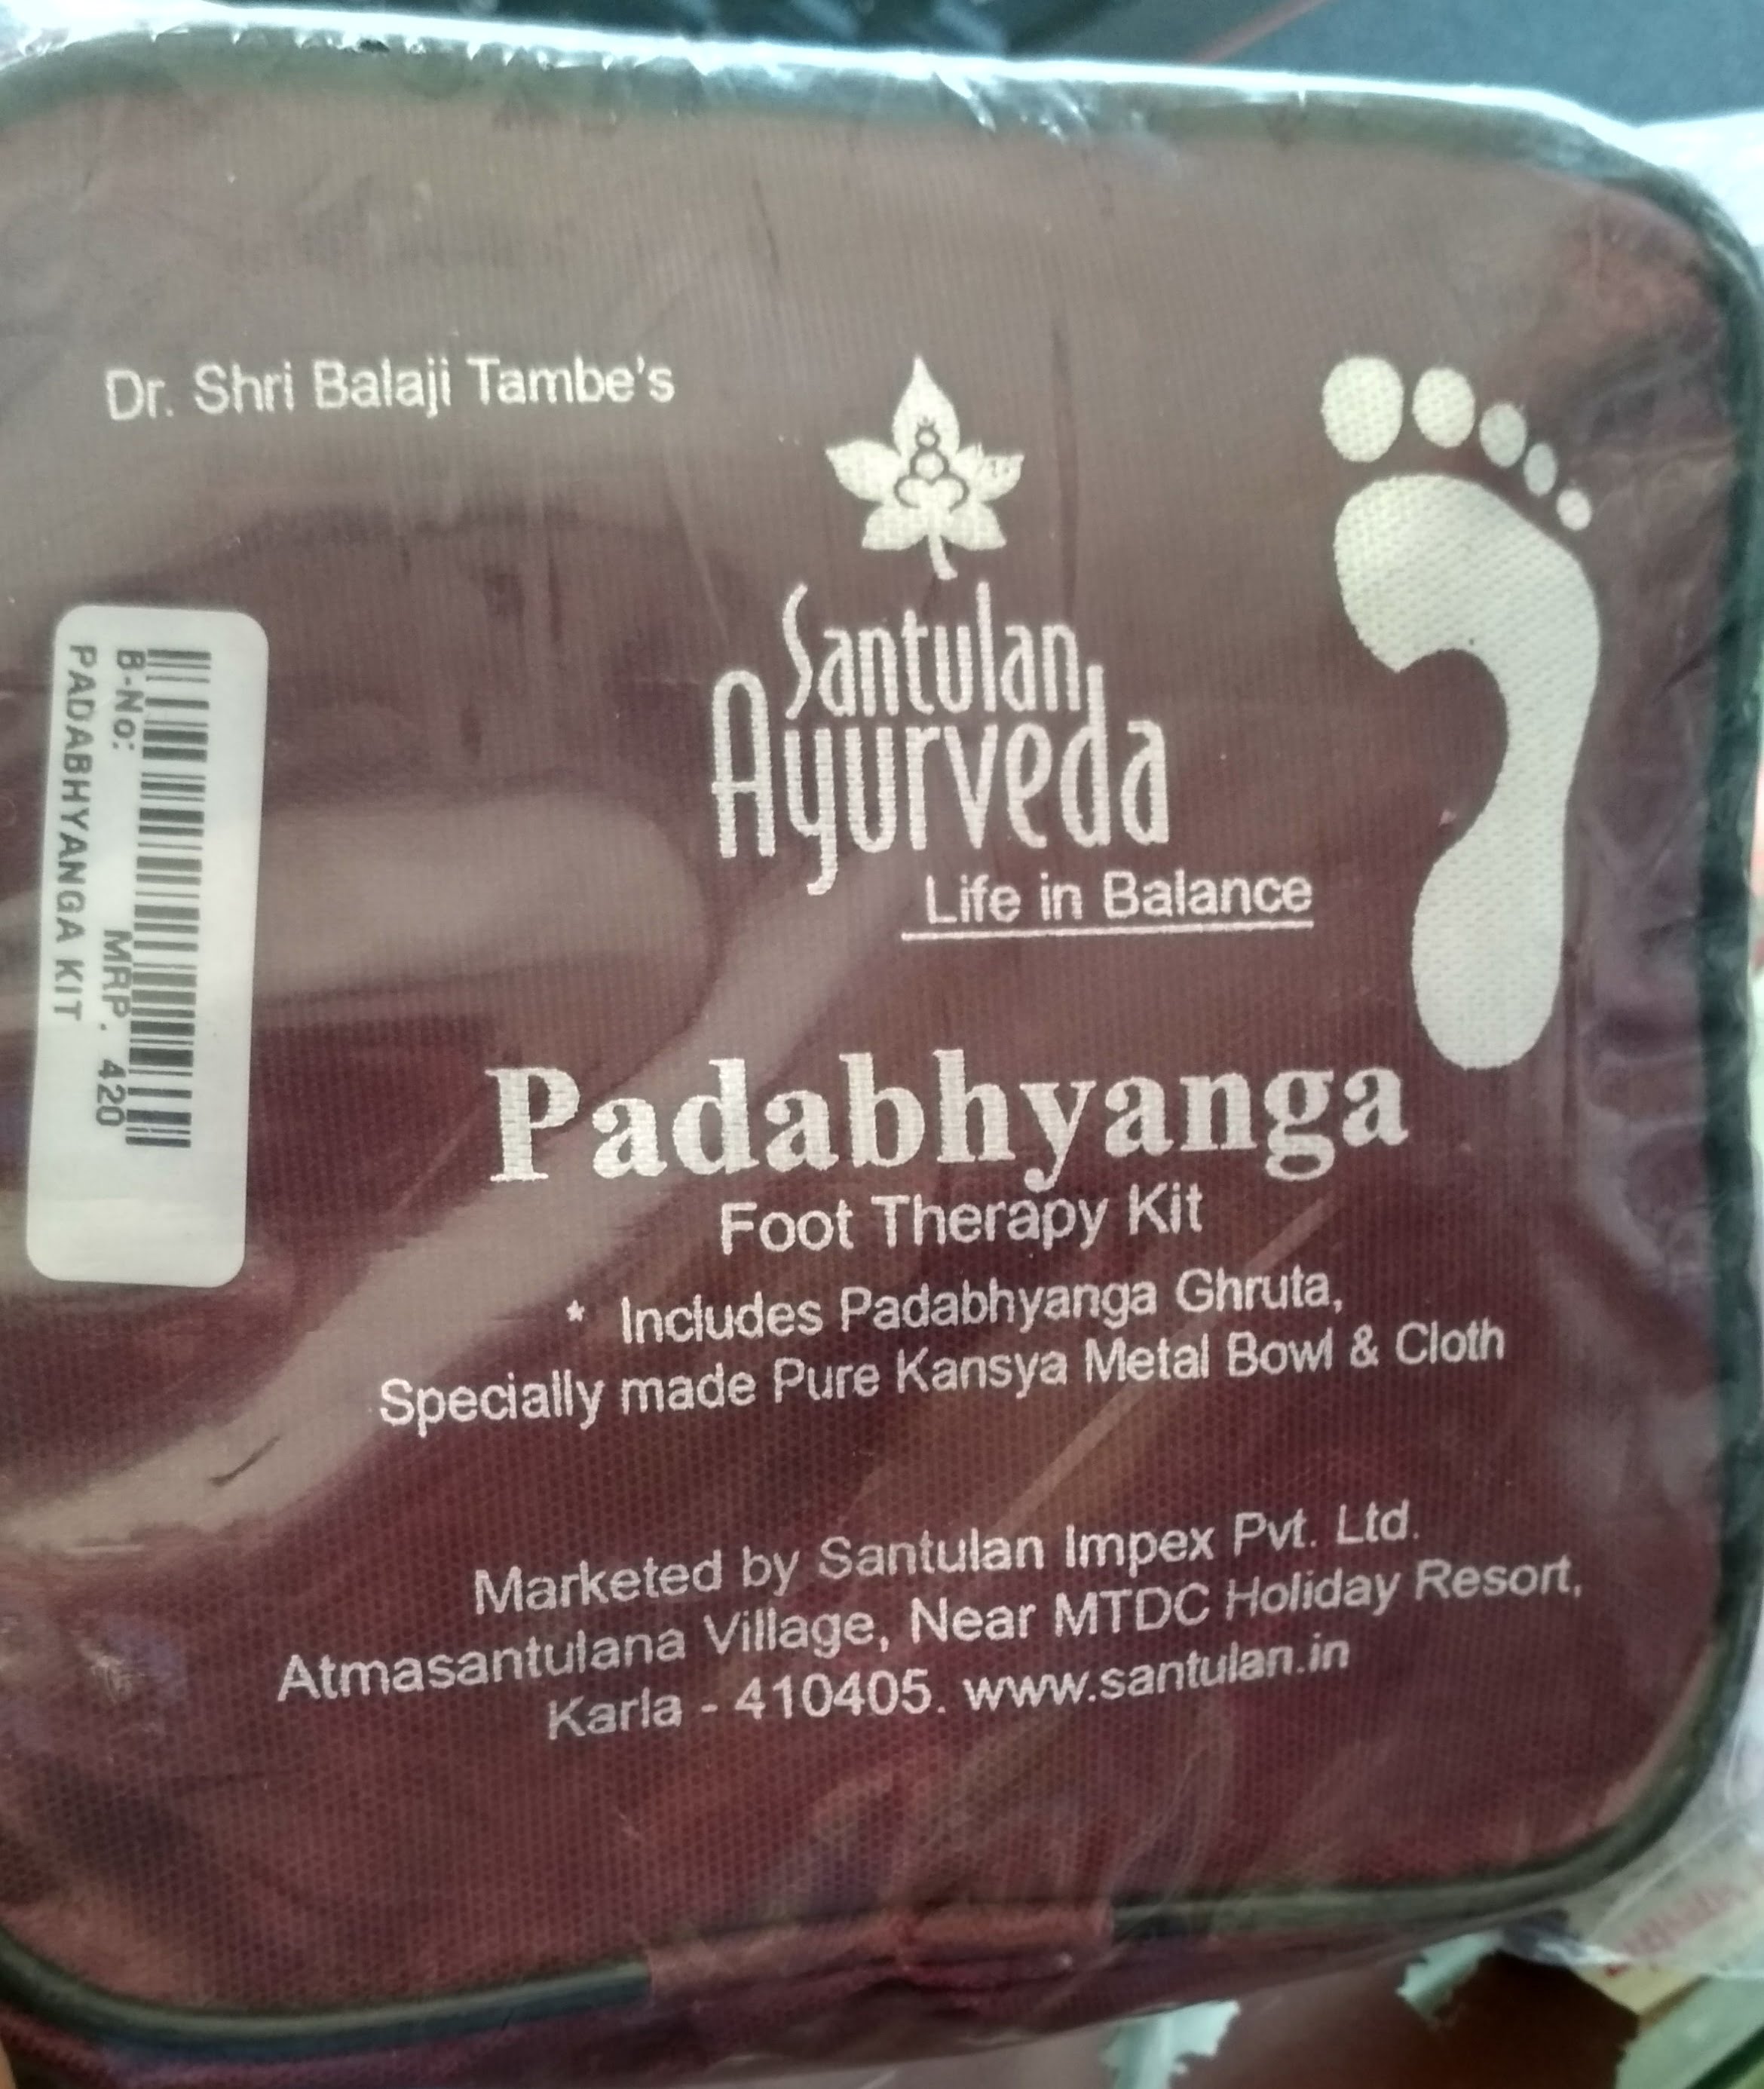 Dr. Shri Balaji Tambe's
Santulan
Ayurveda
Life in Balance
Padabhyanga
Foot Therapy Kit
* Includes Padabhyanga Ghruta,
Specially made Pure Kansya Metal Bowl & Cloth
Marketed by Santulan Impex Pvt. Ltd.
Atmasantulana Village, Near MTDC Holiday Resort,
Karla - 410405. www.santulan.in
B-No: MRP. 420
PADABHYANGA KIT